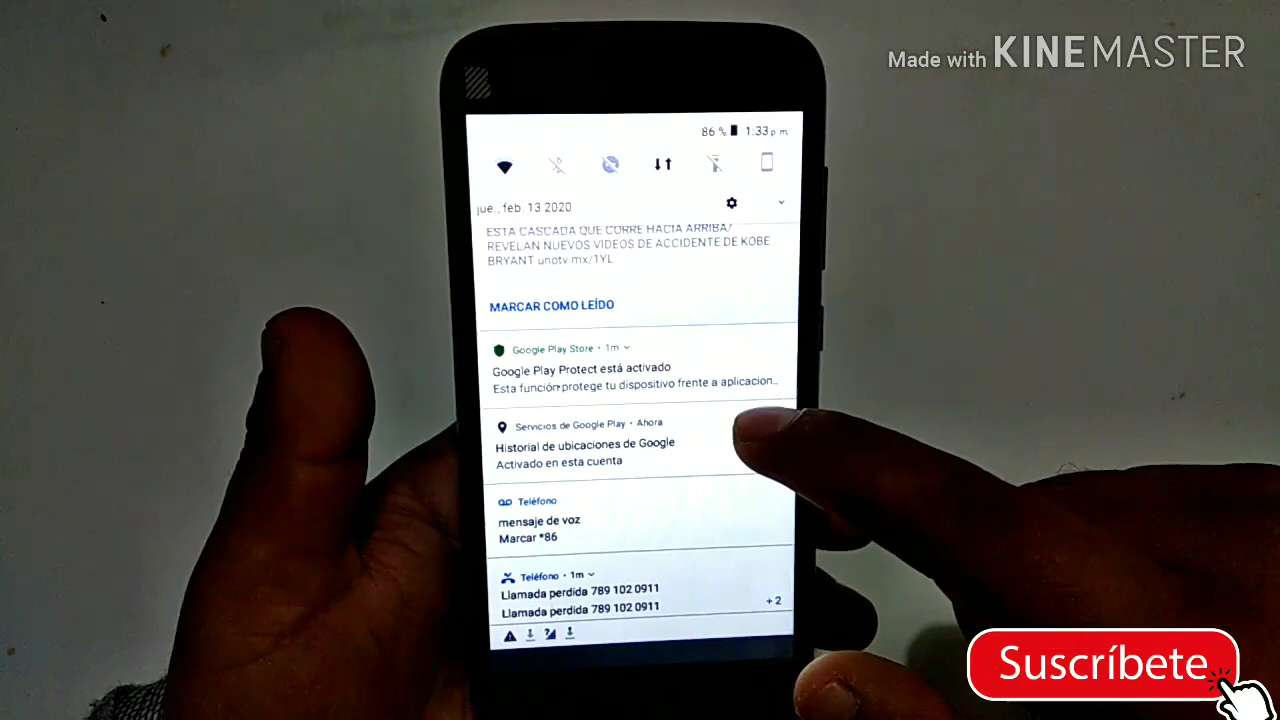 Made with KINEMASTER
86 % 1:33 p. m.
jue., feb. 13 2020
ESTA CASCADA QUE CORRE HACIA ARRIBA/
REVELAN NUEVOS VIDEOS DE ACCIDENTE DE KOBE
BRYANT unotv.mx/1YL
MARCAR COMO LEÍDO
Google Play Store • 1m
Google Play Protect está activado
Esta función protege tu dispositivo frente a aplicacion...
Servicios de Google Play • Ahora
Historial de ubicaciones de Google
Activado en esta cuenta
Teléfono
mensaje de voz
Marcar *86
Teléfono • 1m
Llamada perdida 789 102 0911
Llamada perdida 789 102 0911
+2
Suscríbete